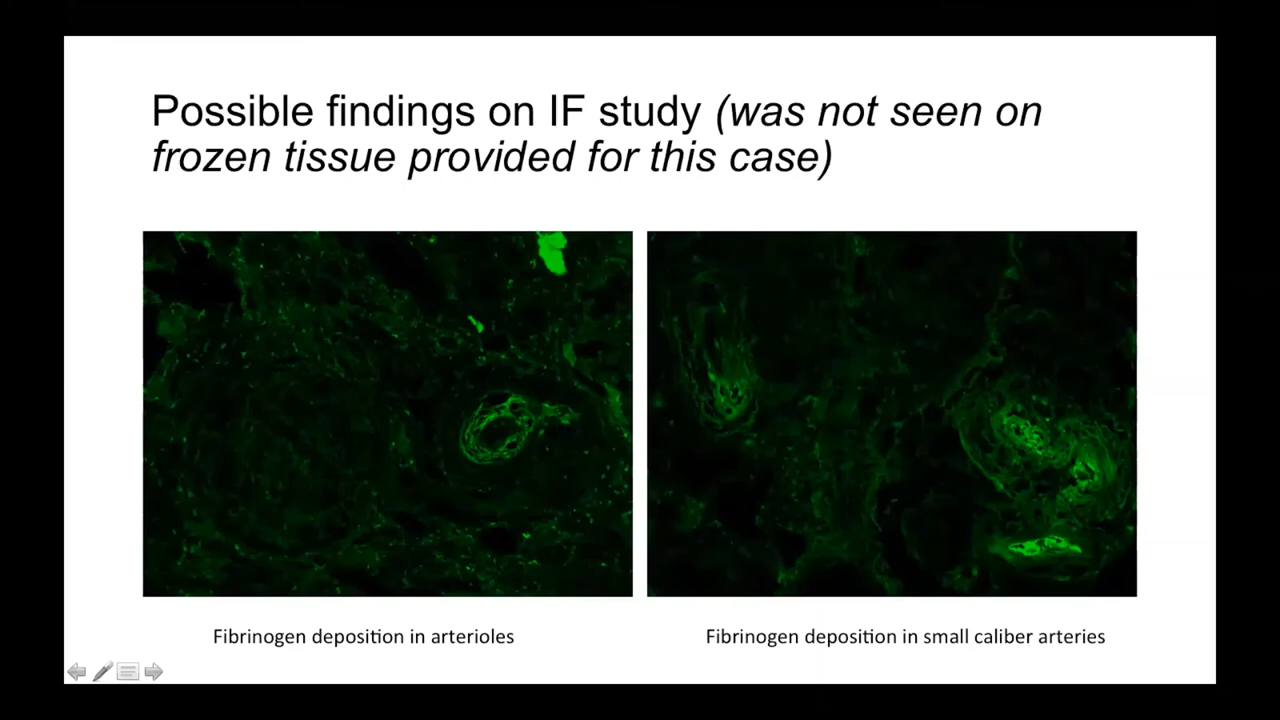 Possible findings on IF study (was not seen on
frozen tissue provided for this case)
Fibrinogen deposition in arterioles
Fibrinogen deposition in small caliber arteries